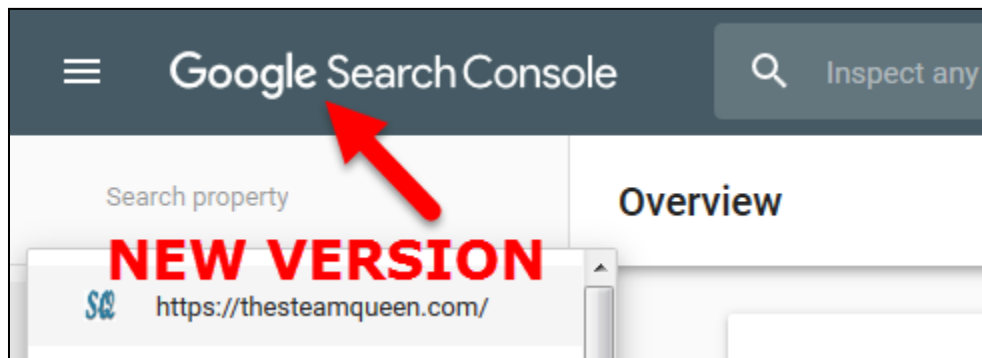 Google Search Console
Inspect any
Search property
Overview
NEW VERSION
SQ
https://thesteamqueen.com/